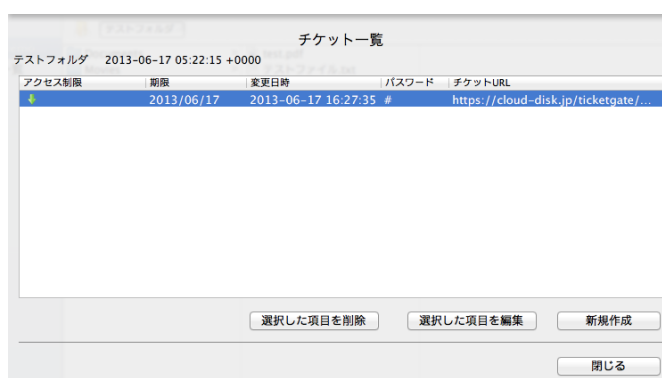 チケット一覧
テストフォルダ 2013-06-17 05:22:15 +0000
アクセス制限 期限 変更日時 パスワード チケットURL
2013/06/17 2013-06-17 16:27:35 # https://cloud-disk.jp/ticketgate/...
選択した項目を削除 選択した項目を編集 新規作成
閉じる